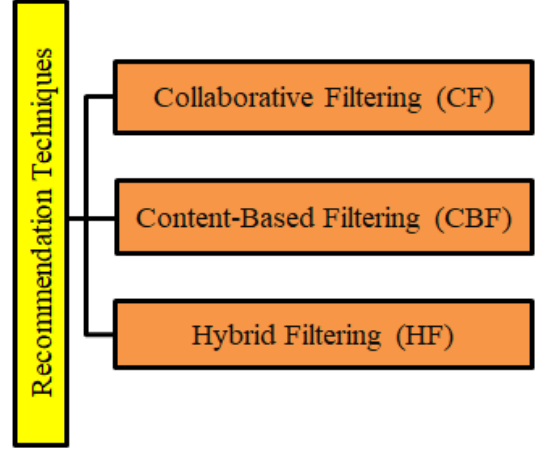 Recommendation Techniques
Collaborative Filtering (CF)
Content-Based Filtering (CBF)
Hybrid Filtering (HF)